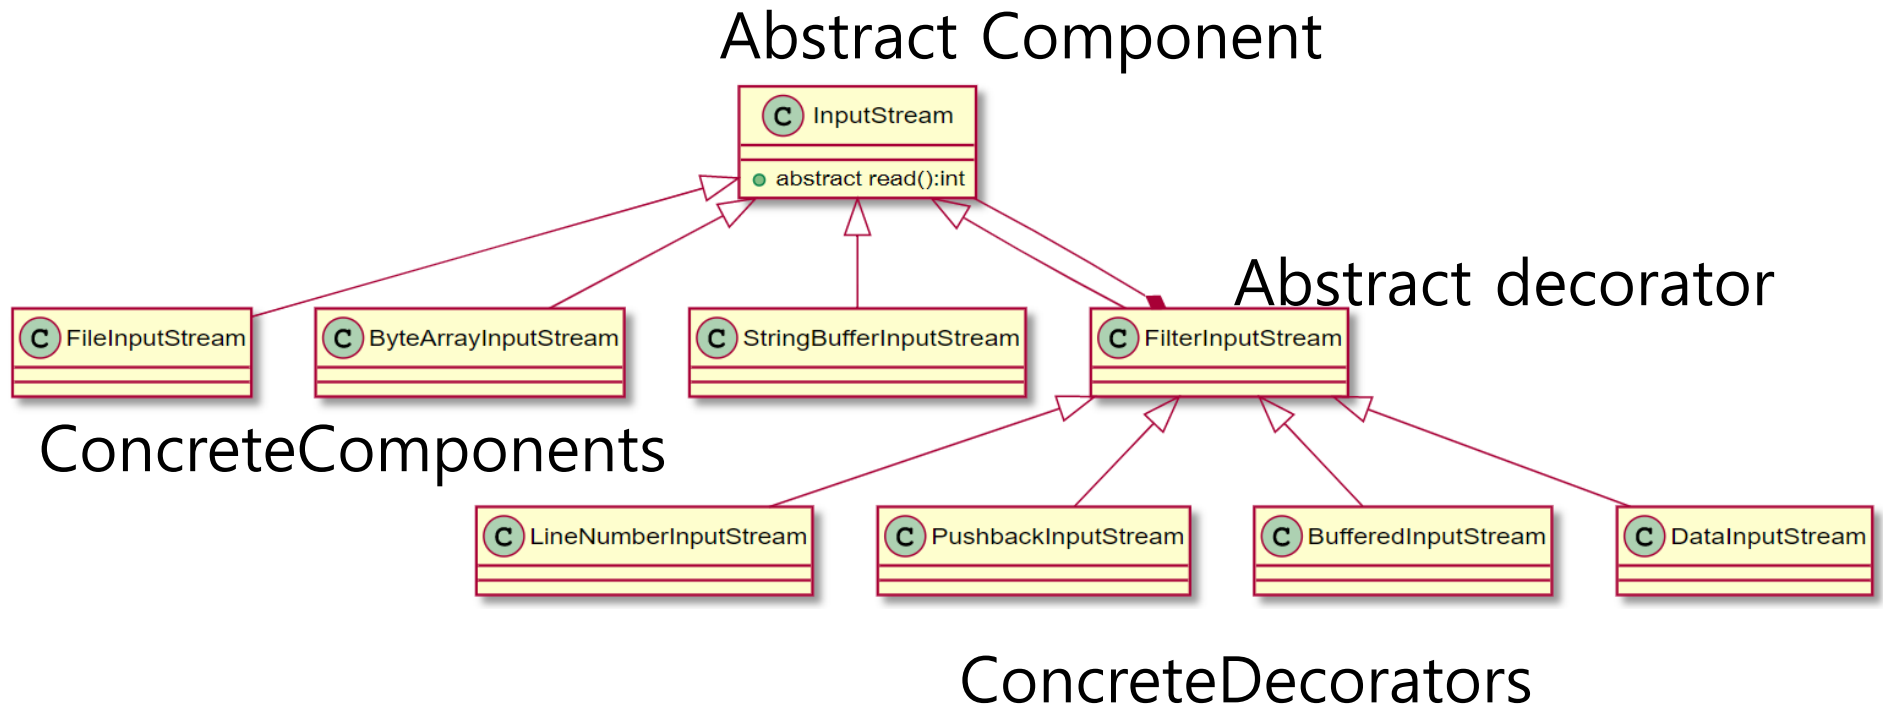 Abstract Component
C InputStream
abstract read():int
Abstract decorator
C FileInputStream
C ByteArrayInputStream
C StringBufferInputStream
C FilterInputStream
ConcreteComponents
C LineNumberInputStream
C PushbackInputStream
C BufferedInputStream
C DataInputStream
ConcreteDecorators